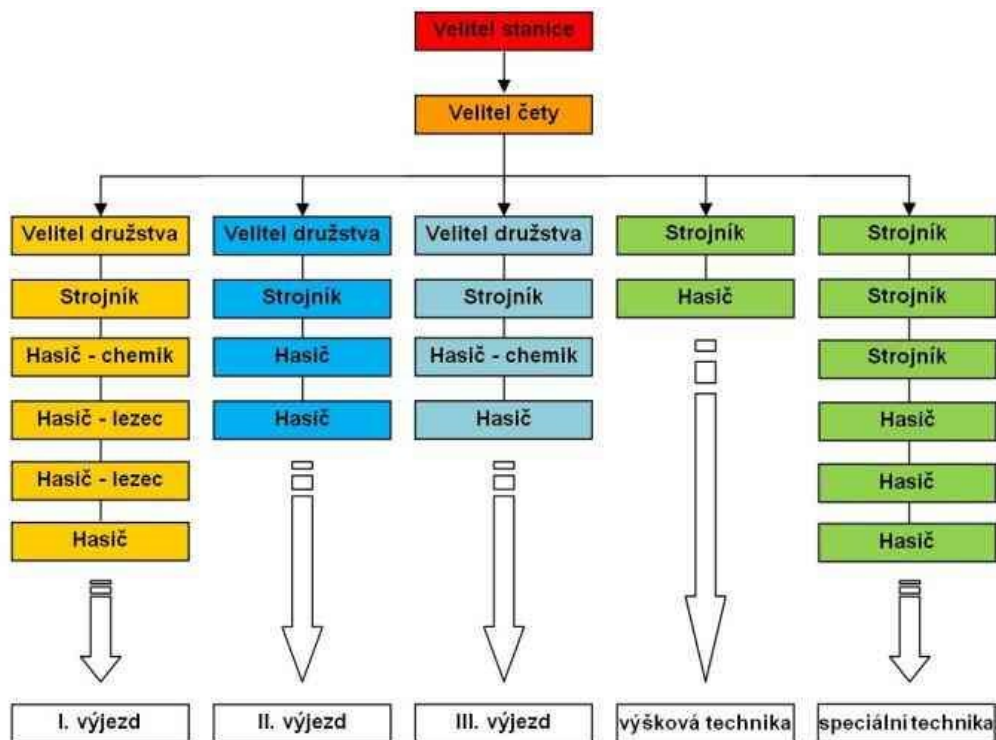 Velitel stanice
Velitel čety
Velitel družstva
Strojník
Hasič - chemik
Hasič - lezec
Hasič - lezec
Hasič
I. výjezd
Velitel družstva
Strojník
Hasič
Hasič
II. výjezd
Velitel družstva
Strojník
Hasič - chemik
Hasič
III. výjezd
Strojník
Hasič
výšková technika
Strojník
Strojník
Strojník
Hasič
Hasič
Hasič
speciální technika